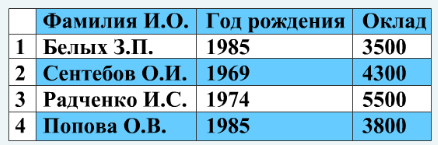 Фамилия И.О. Год рождения Оклад
1 Белых З.П. 1985 3500
2 Сентебов О.И. 1969 4300
3 Радченко И.С. 1974 5500
4 Попова О.В. 1985 3800